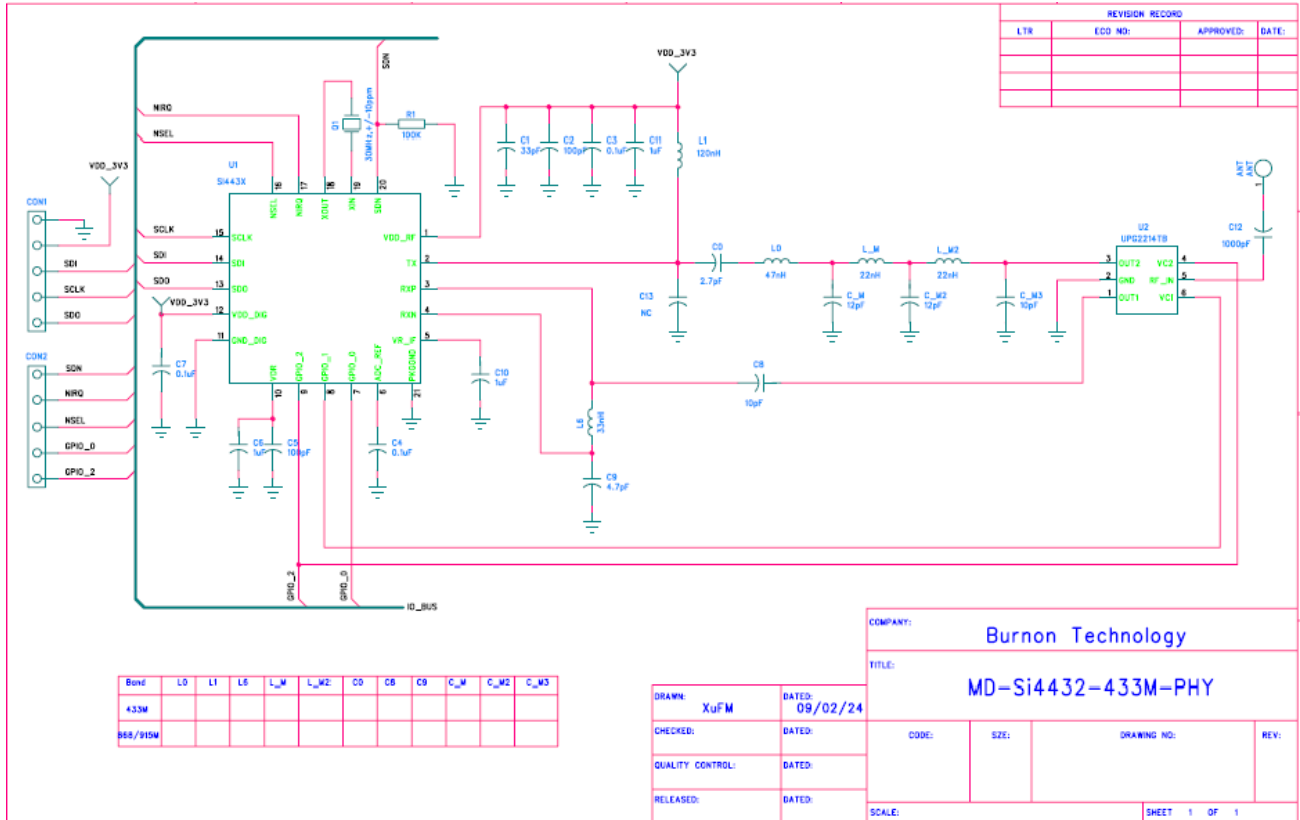 REVISION RECORD
LTR ECO NO: APPROVED: DATE:
VDD_3V3
SDN
NIRQ
NSEL
Q1
30MHz,+/-10ppm
R1
100K
C1
33pF
C2
100pF
C3
0.1uF
C11
1uF
L1
120nH
VDD_3V3
U1
Si443X
16 17 18 19 20
NSEL NIRQ XOUT XIN SDN
CON1
SDI
SCLK
SDO
SCLK
SDI
SDO
VDD_3V3
15 SCLK
14 SDI
13 SDO
12 VDD_DIG
11 GND_DIG
VDD_RF 1
TX 2
RXP 3
RXN 4
VR_IF 5
VDR GPIO_2 GPIO_1 GPIO_0 ADC_REF PKGGND
10 9 8 7 6 21
C7
0.1uF
C10
1uF
C6
1uF
C5
100pF
C4
0.1uF
CON2
SDN
NIRQ
NSEL
GPIO_0
GPIO_2
C0
2.7pF
L0
47nH
L_M
22nH
L_M2
22nH
C13
NC
C_M
12pF
C_M2
12pF
C_M3
10pF
C8
10pF
L6
33nH
C9
4.7pF
ANT
ANT
1
C12
1000pF
U2
UPG2214TB
3 OUT2 VC2 4
2 GND RF_IN 5
1 OUT1 VC1 6
GPIO_2
GPIO_0
IO_BUS
Band L0 L1 L6 L_M L_M2: C0 C8 C9 C_M C_M2 C_M3
433M
868/915M
COMPANY:
Burnon Technology
TITLE:
MD-Si4432-433M-PHY
DRAWN: DATED:
XuFM 09/02/24
CHECKED: DATED:
QUALITY CONTROL: DATED:
RELEASED: DATED:
CODE: SZE: DRAWING NO: REV:
SCALE: SHEET 1 OF 1